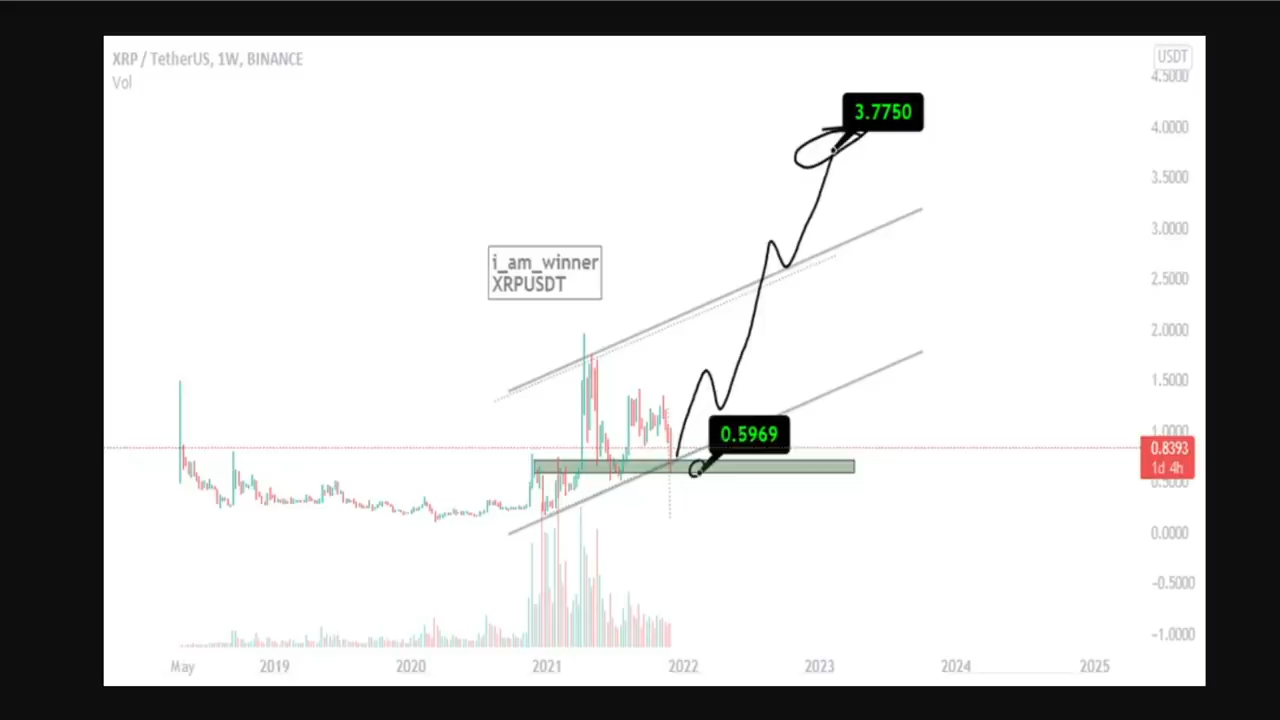 XRP / TetherUS, 1W, BINANCE
Vol
USDT
4.5000
3.7750
4.0000
3.5000
3.0000
i_am_winner
XRPUSDT
2.5000
2.0000
1.5000
1.0000
0.5969
0.8393
1d 4h
0.5000
0.0000
-0.5000
-1.0000
May 2019 2020 2021 2022 2023 2024 2025